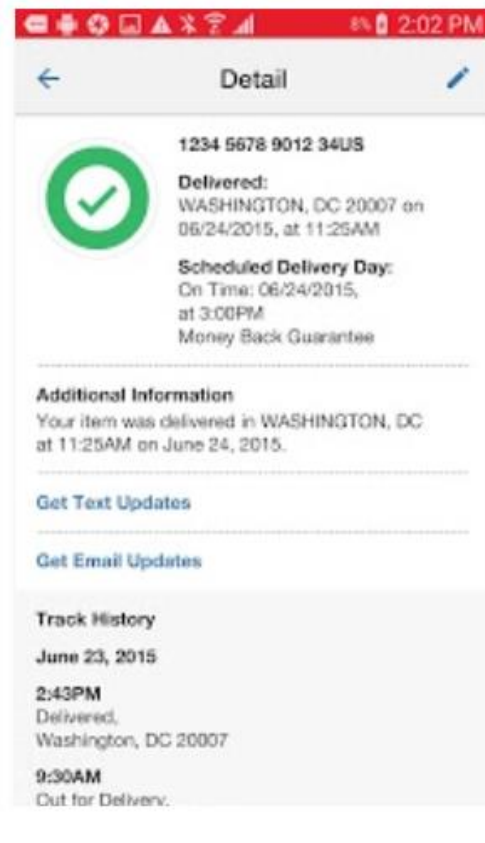 8% 2:02 PM
Detail
1234 5678 9012 34US
Delivered:
WASHINGTON, DC 20007 on
06/24/2015, at 11:25AM
Scheduled Delivery Day:
On Time: 06/24/2015,
at 3:00PM
Money Back Guarantee
Additional Information
Your item was delivered in WASHINGTON, DC
at 11:25AM on June 24, 2015.
Get Text Updates
Get Email Updates
Track History
June 23, 2015
2:43PM
Delivered,
Washington, DC 20007
9:30AM
Out for Delivery,